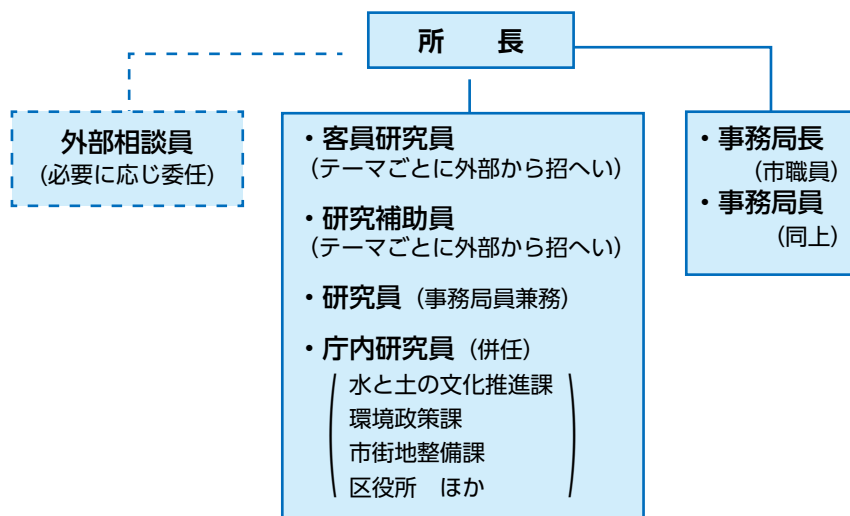 所　長
外部相談員
(必要に応じ委任)
・客員研究員
(テーマごとに外部から招へい)
・研究補助員
(テーマごとに外部から招へい)
・研究員（事務局員兼務）
・庁内研究員（併任）
水と土の文化推進課
環境政策課
市街地整備課
区役所　ほか
・事務局長
(市職員)
・事務局員
(同上)